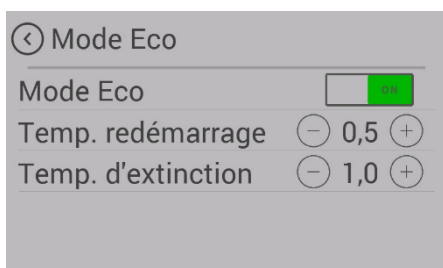 Mode Eco
Mode Eco ON
Temp. redémarrage - 0,5 +
Temp. d'extinction - 1,0 +